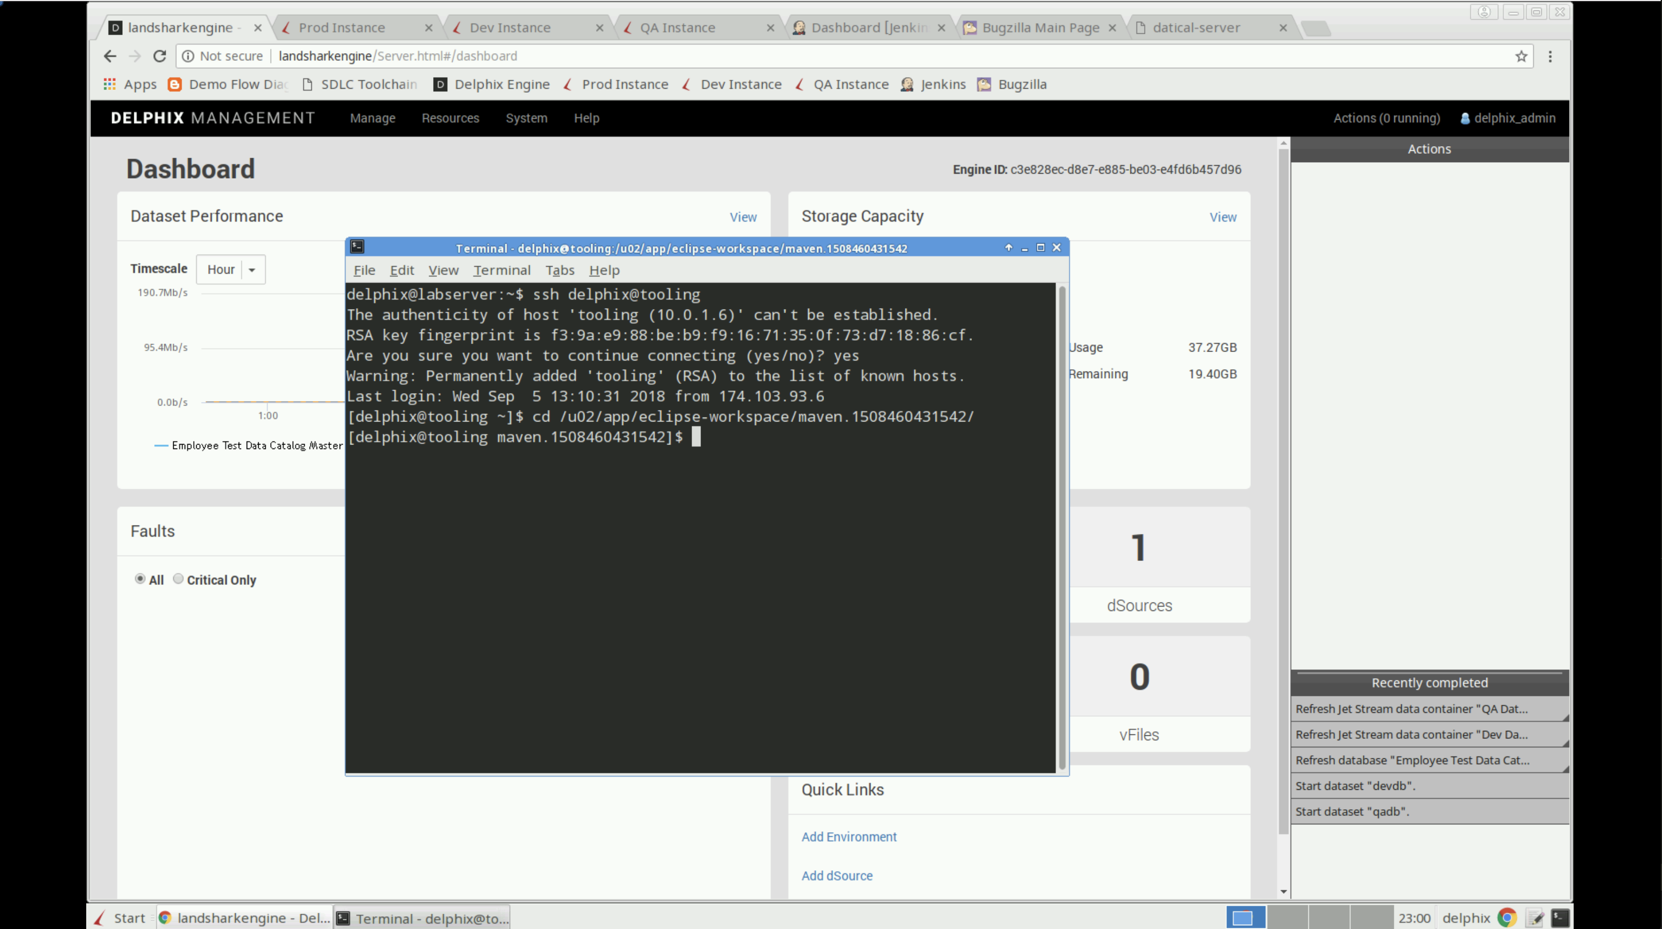 landsharkengine -
Prod Instance
Dev Instance
QA Instance
Dashboard [Jenkin
Bugzilla Main Page
datical-server
Not secure
landsharkengine/Server.html#/dashboard
Apps
Demo Flow Dia
SDLC Toolchain
Delphix Engine
Prod Instance
Dev Instance
QA Instance
Jenkins
Bugzilla
DELPHIX MANAGEMENT
Manage
Resources
System
Help
Actions (0 running)
delphix_admin
Dashboard
Engine ID: c3e828ec-d8e7-e885-be03-e4fd6b457d96
Actions
Dataset Performance
View
Storage Capacity
View
Timescale
Hour
190.7Mb/s
95.4Mb/s
0.0b/s
1:00
Employee Test Data Catalog Master
Usage
37.27GB
Remaining
19.40GB
Terminal - delphix@tooling:/u02/app/eclipse-workspace/maven.1508460431542
File
Edit
View
Terminal
Tabs
Help
delphix@labserver:~$ ssh delphix@tooling
The authenticity of host 'tooling (10.0.1.6)' can't be established.
RSA key fingerprint is f3:9a:e9:88:be:b9:f9:16:71:35:0f:73:d7:18:86:cf.
Are you sure you want to continue connecting (yes/no)? yes
Warning: Permanently added 'tooling' (RSA) to the list of known hosts.
Last login: Wed Sep  5 13:10:31 2018 from 174.103.93.6
[delphix@tooling ~]$ cd /u02/app/eclipse-workspace/maven.1508460431542/
[delphix@tooling maven.1508460431542]$
Faults
All
Critical Only
1
dSources
0
vFiles
Quick Links
Add Environment
Add dSource
Recently completed
Refresh Jet Stream data container "QA Dat...
Refresh Jet Stream data container "Dev Da...
Refresh database "Employee Test Data Cat...
Start dataset "devdb".
Start dataset "qadb".
Start
landsharkengine - Del...
Terminal - delphix@to...
23:00
delphix